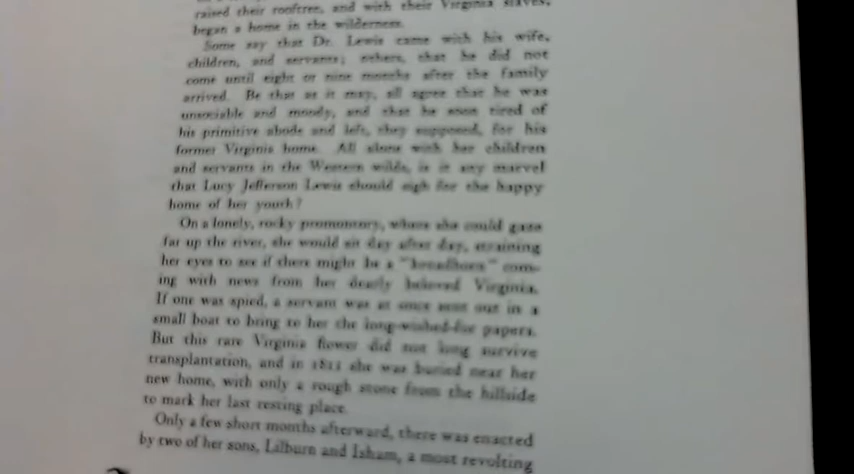 raised their rooftree, and with their Virginia slaves,
began a home in the wilderness.
Some say that Dr. Lewis came with his wife,
children, and servants; others, that he did not
come until eight or nine months after the family
arrived. Be that as it may, all agree that he was
unsociable and moody, and that he soon tired of
his primitive abode and left, they supposed, for his
former Virginia home. All alone with her children
and servants in the Western wilds, is it any marvel
that Lucy Jefferson Lewis should sigh for the happy
home of her youth?
On a lonely, rocky promontory, where she could gaze
far up the river, she would sit day after day, straining
her eyes to see if there might be a "broadhorn" com-
ing with news from her dearly beloved Virginia.
If one was spied, a servant was at once sent out in a
small boat to bring to her the long-wished-for papers.
But this rare Virginia flower did not long survive
transplantation, and in 1811 she was buried near her
new home, with only a rough stone from the hillside
to mark her last resting place.
Only a few short months afterward, there was enacted
by two of her sons, Lilburn and Isham, a most revolting